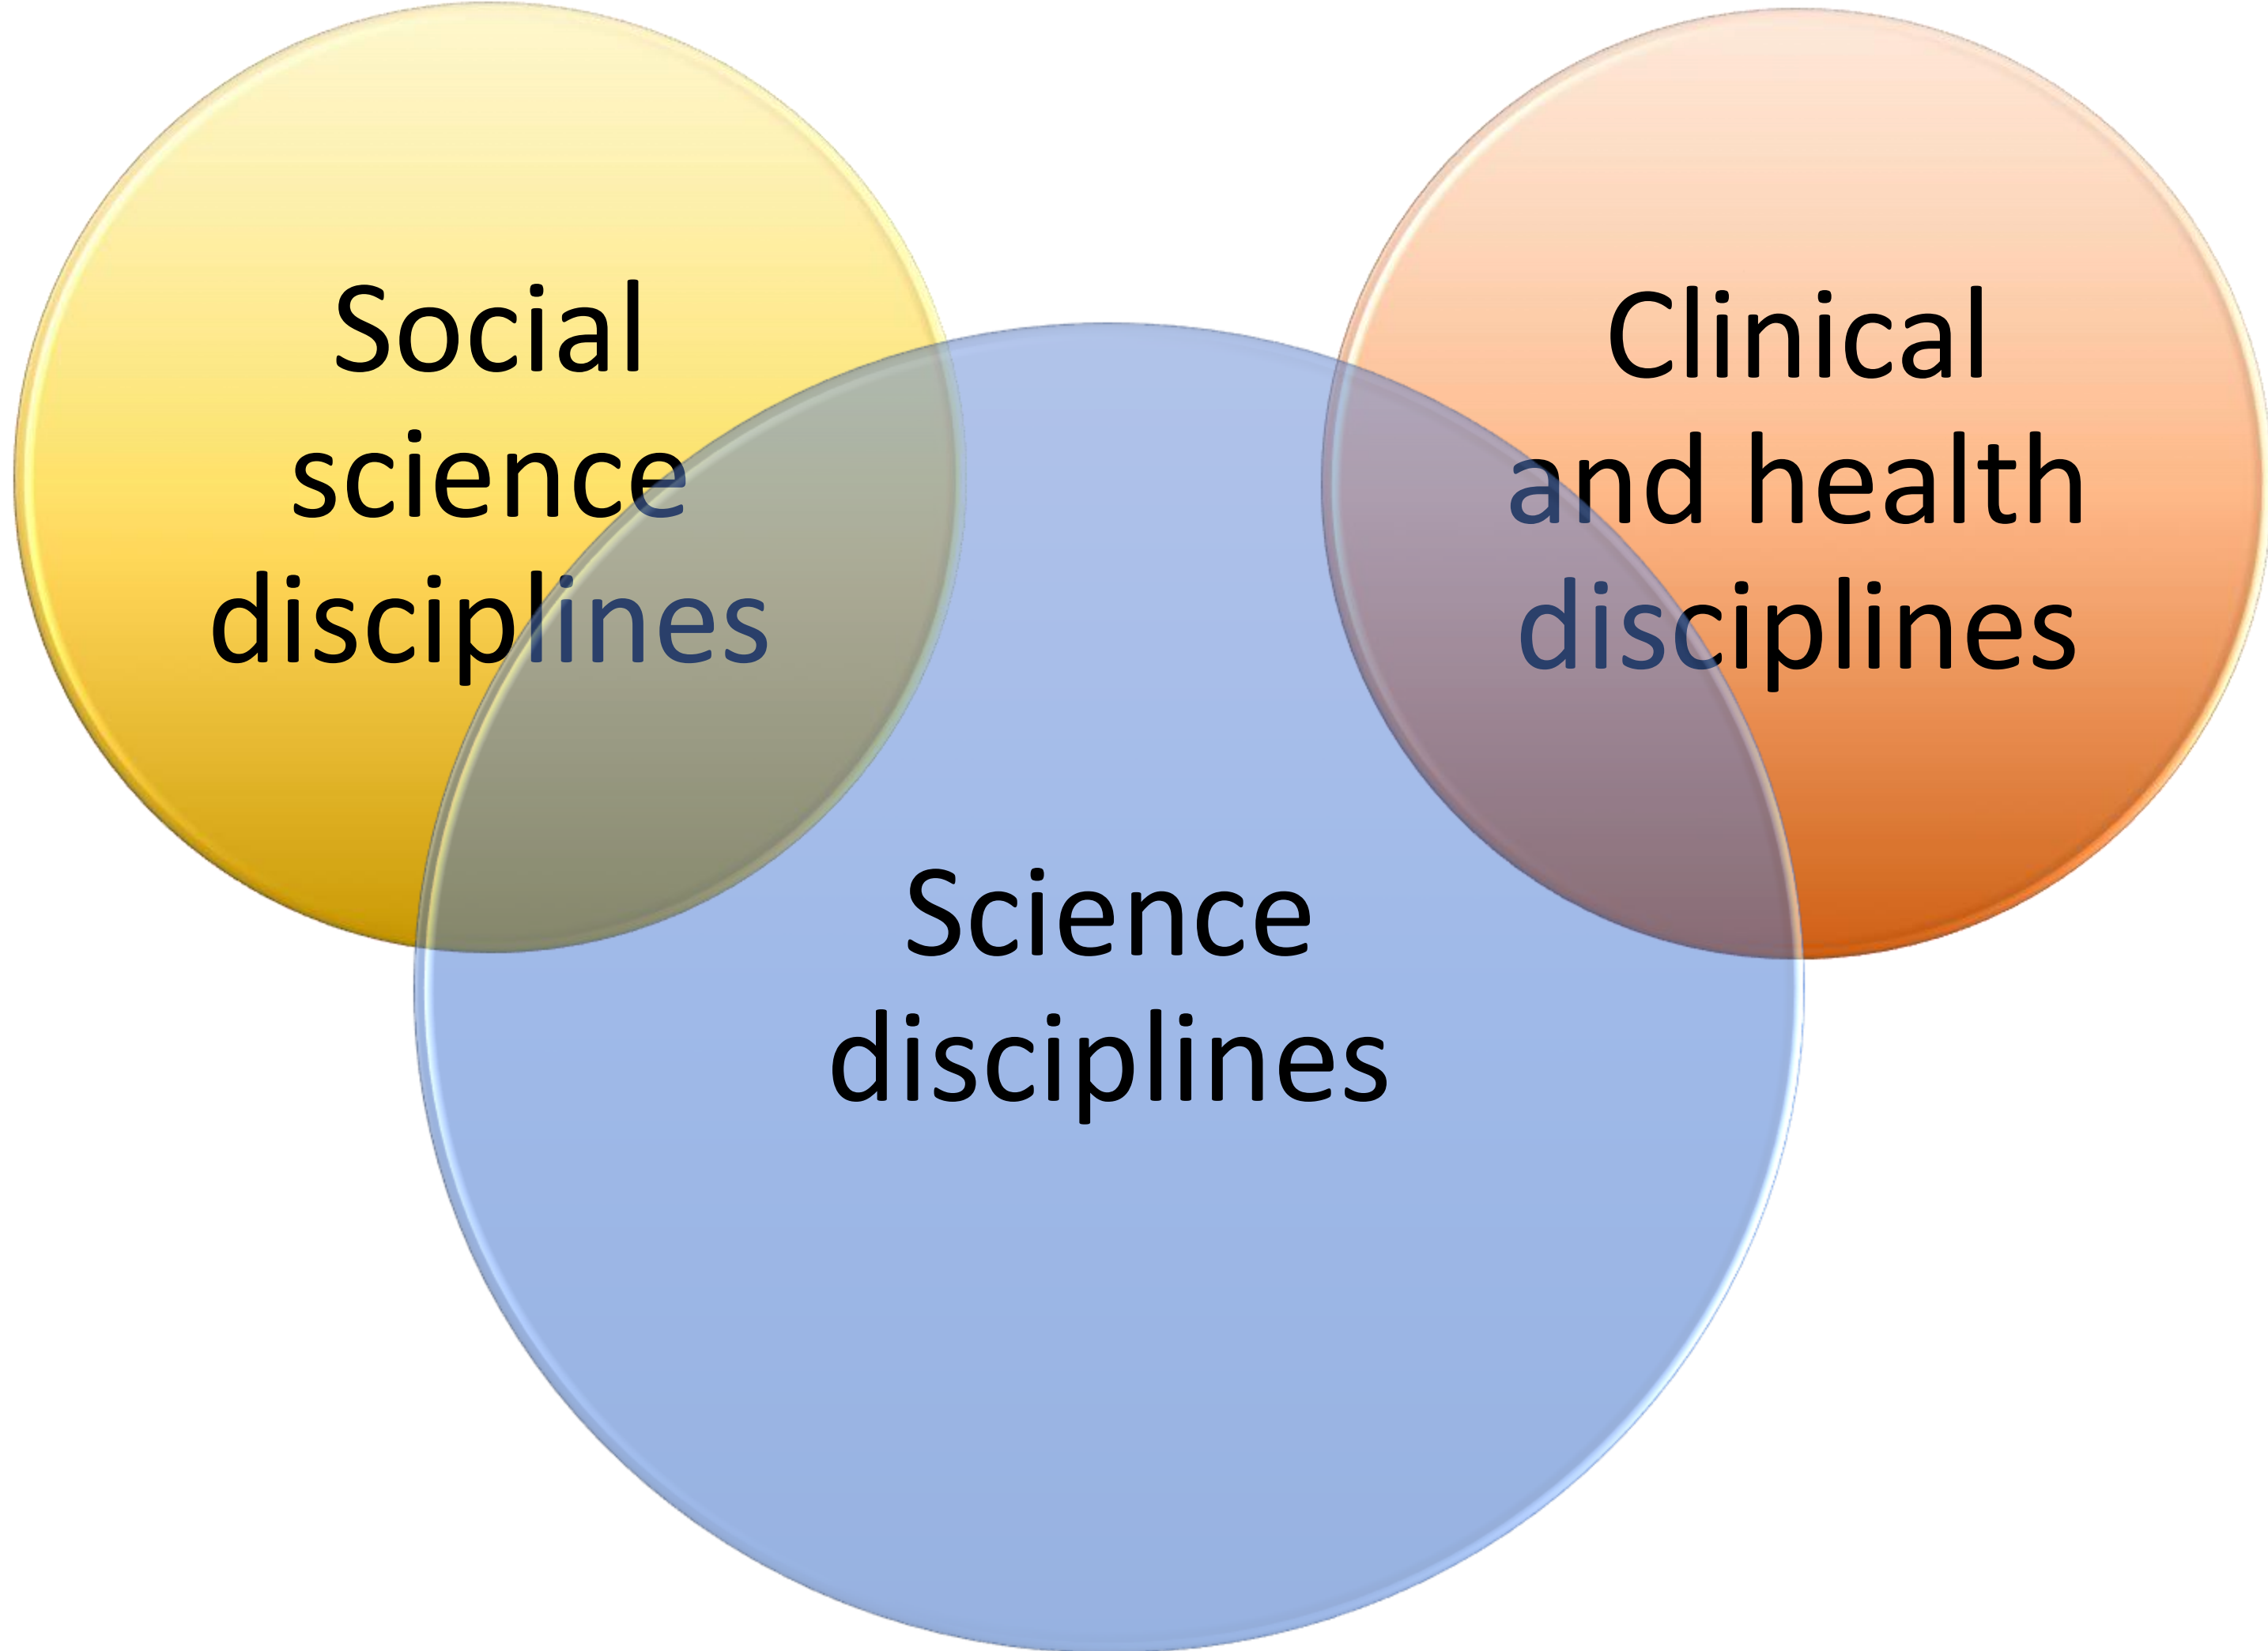 Social
science
disciplines
Clinical
and health
disciplines
Science
disciplines